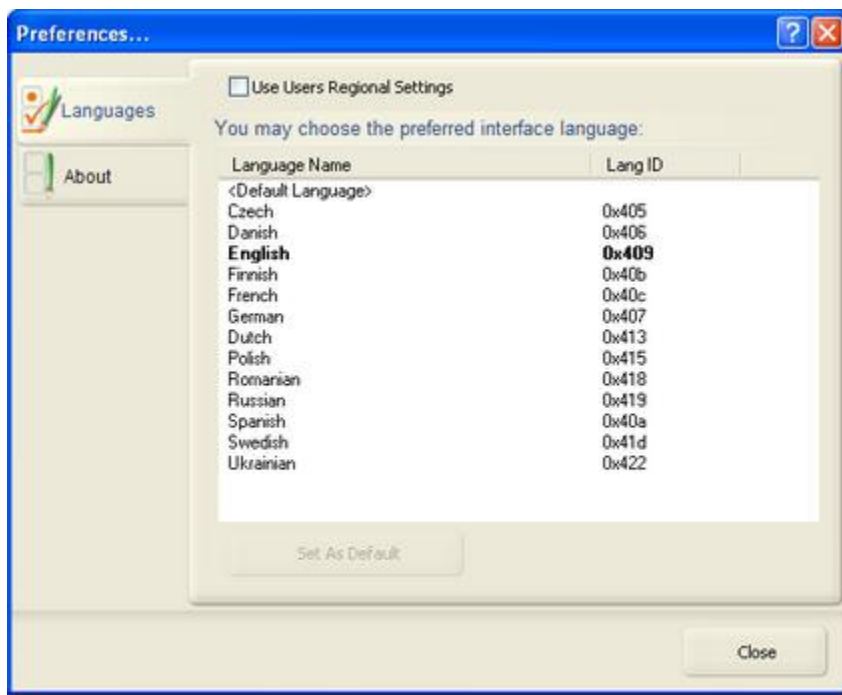 Preferences...
Languages
About
Use Users Regional Settings
You may choose the preferred interface language:
Language Name Lang ID
<Default Language>
Czech 0x405
Danish 0x406
English 0x409
Finnish 0x40b
French 0x40c
German 0x407
Dutch 0x413
Polish 0x415
Romanian 0x418
Russian 0x419
Spanish 0x40a
Swedish 0x41d
Ukrainian 0x422
Set As Default
Close